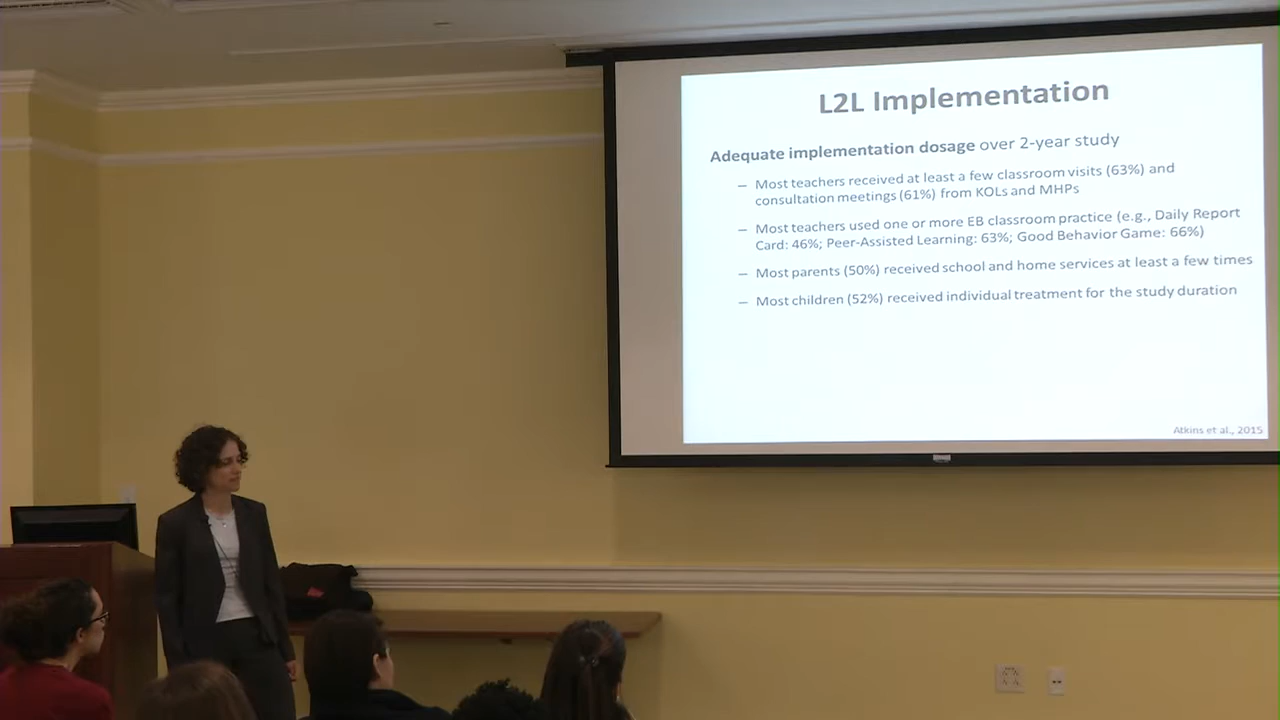 L2L Implementation
Adequate implementation dosage over 2-year study
– Most teachers received at least a few classroom visits (63%) and
consultation meetings (61%) from KOLs and MHPs
– Most teachers used one or more EB classroom practice (e.g., Daily Report
Card: 46%; Peer-Assisted Learning: 63%; Good Behavior Game: 66%)
– Most parents (50%) received school and home services at least a few times
– Most children (52%) received individual treatment for the study duration
Atkins et al., 2015